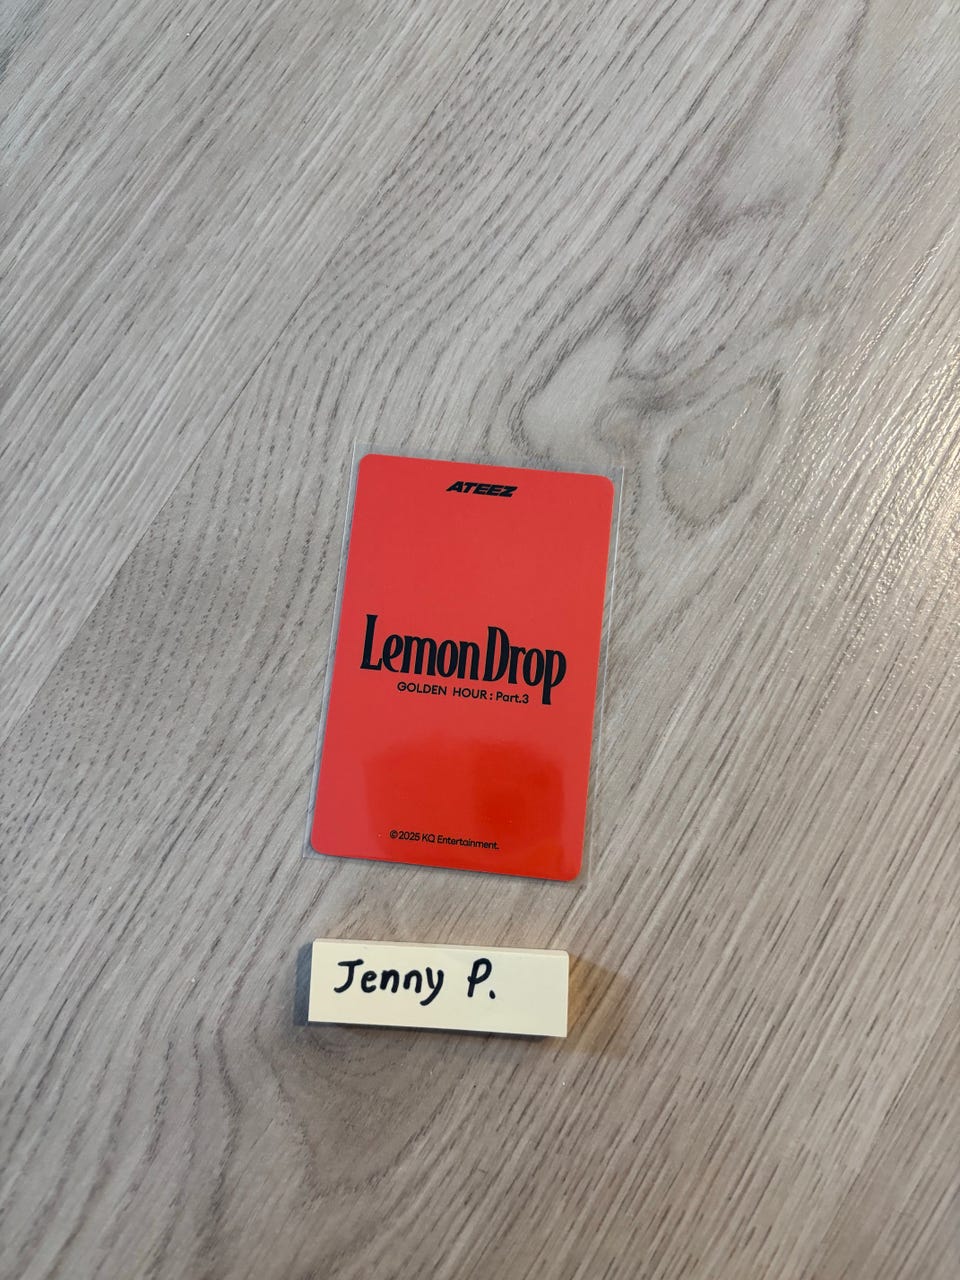 ATEEZ
Lemon Drop
GOLDEN HOUR : Part.3
©2025 KQ Entertainment.
Jenny P.